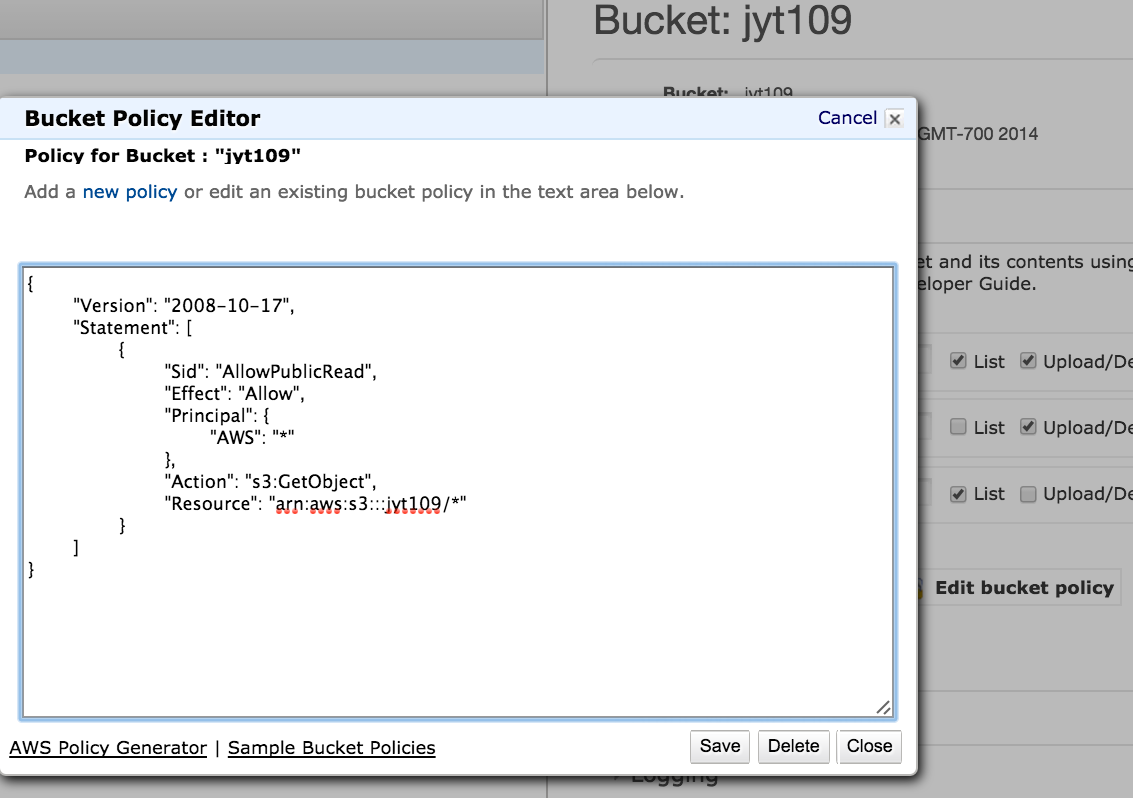 Bucket: jyt109
Bucket: jyt109
GMT-700 2014
Bucket Policy Editor
Cancel
Policy for Bucket : "jyt109"
Add a new policy or edit an existing bucket policy in the text area below.
et and its contents using
eloper Guide.
{
"Version": "2008-10-17",
"Statement": [
{
"Sid": "AllowPublicRead",
"Effect": "Allow",
"Principal": {
"AWS": "*"
},
"Action": "s3:GetObject",
"Resource": "arn:aws:s3:::jyt109/*"
}
]
}
List Upload/De
List Upload/De
List Upload/De
Edit bucket policy
AWS Policy Generator | Sample Bucket Policies
Save Delete Close
Logging